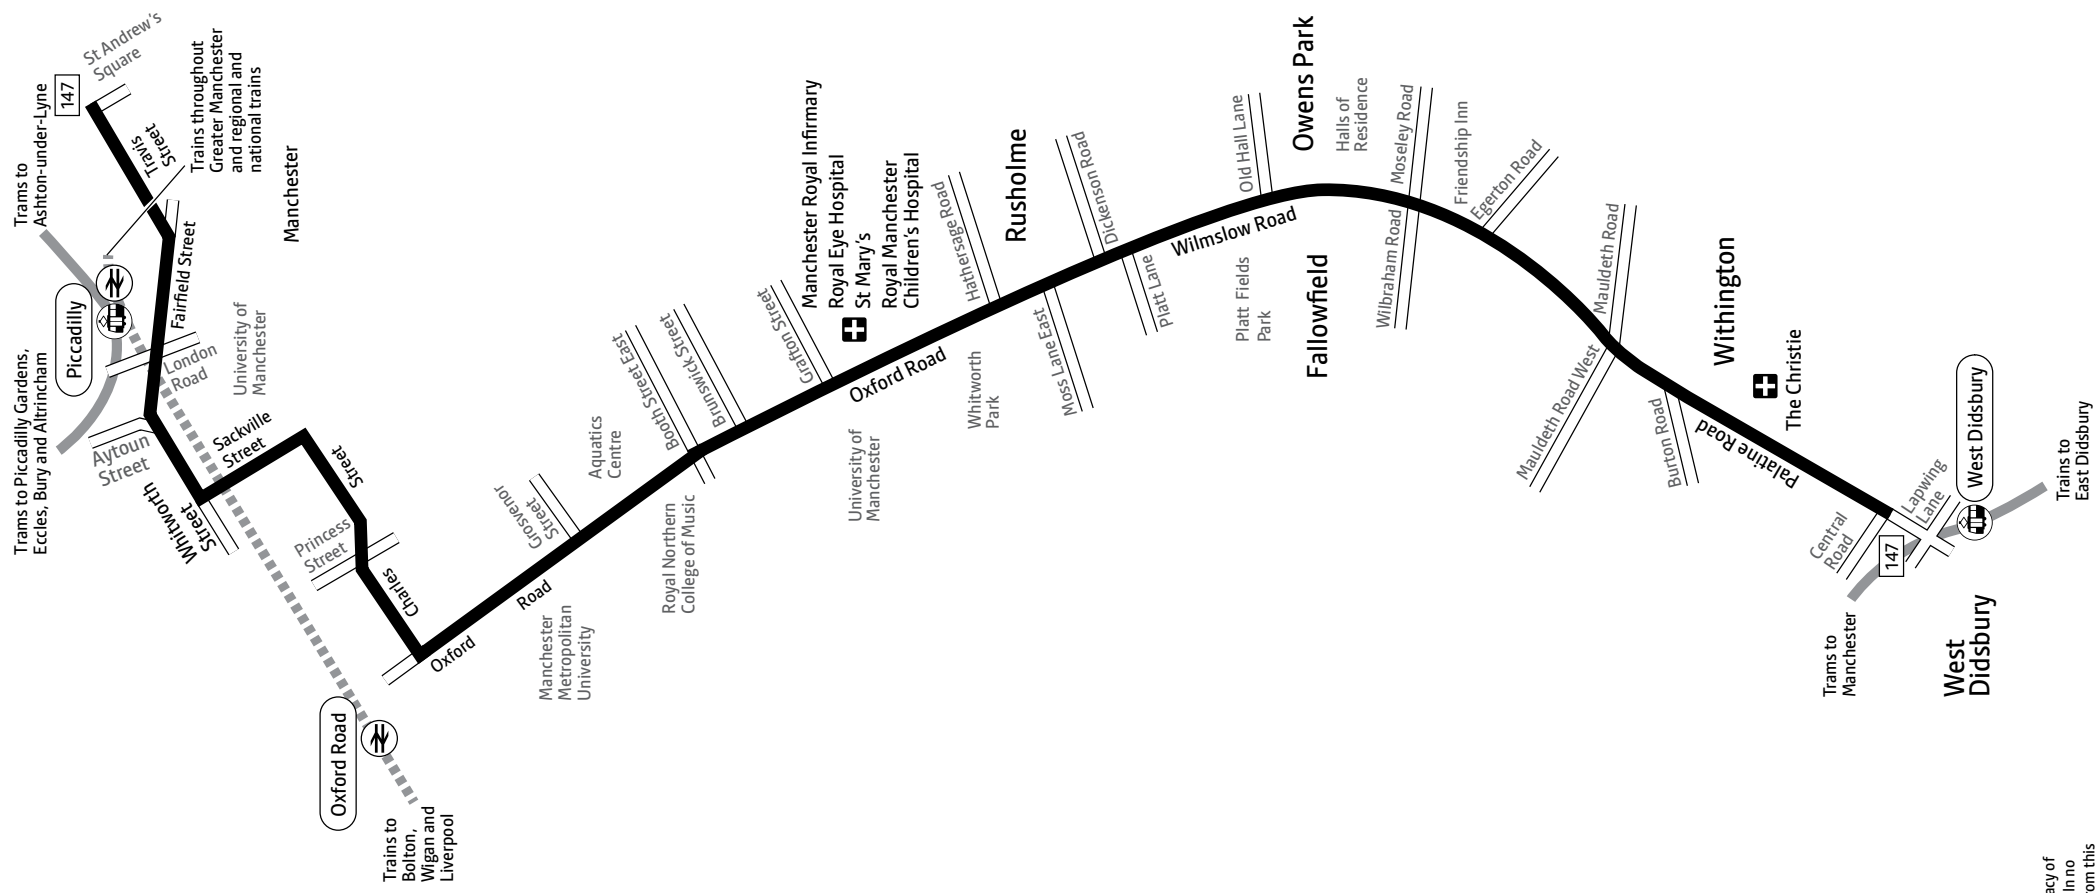 St Andrew's
Square
147
Trams to
Ashton-under-Lyne
Travis
Street
Trains throughout
Greater Manchester
and regional and
national trains
Manchester
Piccadilly
Trams to Piccadilly Gardens,
Eccles, Bury and Altrincham
Fairfield Street
London
Road
University of
Manchester
Aytoun
Street
Whitworth
Street
Sackville
Street
Princess
Street
Charles
Street
Oxford Road
Trains to
Bolton,
Wigan and
Liverpool
Oxford
Road
Grosvenor
Street
Manchester
Metropolitan
University
Aquatics
Centre
Booth Street East
Royal Northern
College of Music
Brunswick Street
Grafton Street
Manchester Royal Infirmary
Royal Eye Hospital
St Mary's
Royal Manchester
Children's Hospital
University of
Manchester
Oxford Road
Hathersage Road
Whitworth
Park
Rusholme
Moss Lane East
Dickenson Road
Platt Lane
Wilmslow Road
Old Hall Lane
Platt Fields
Park
Owens Park
Fallowfield
Halls of
Residence
Moseley Road
Wilbraham Road
Friendship Inn
Egerton Road
Mauldeth Road
Mauldeth Road West
Burton Road
Withington
The Christie
Palatine Road
Central
Road
Lapwing
Lane
147
West Didsbury
Trams to
Manchester
West
Didsbury
Trains to
East Didsbury
acy of
In no
om this